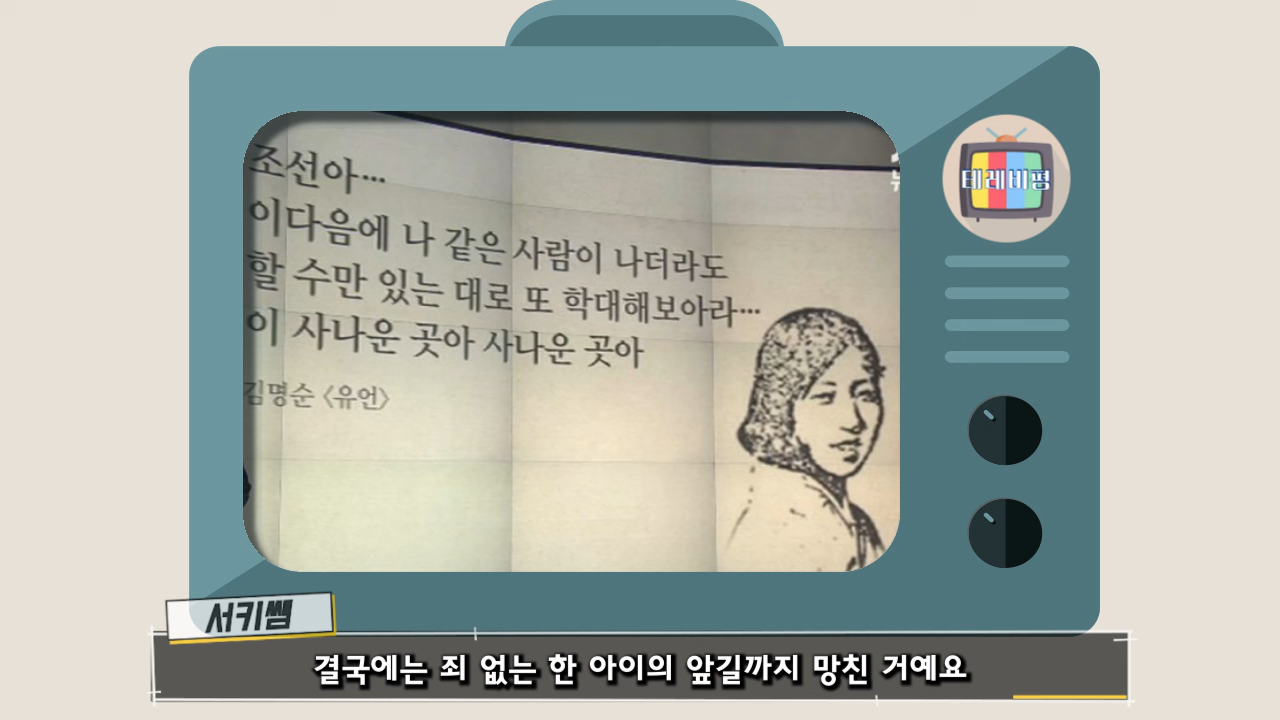 조선아…
이다음에 나 같은 사람이 나더라도
할 수만 있는 대로 또 학대해보아라…
이 사나운 곳아 사나운 곳아
김명순 〈유언〉
테레비평
서키쌤
결국에는 죄 없는 한 아이의 앞길까지 망친 거예요